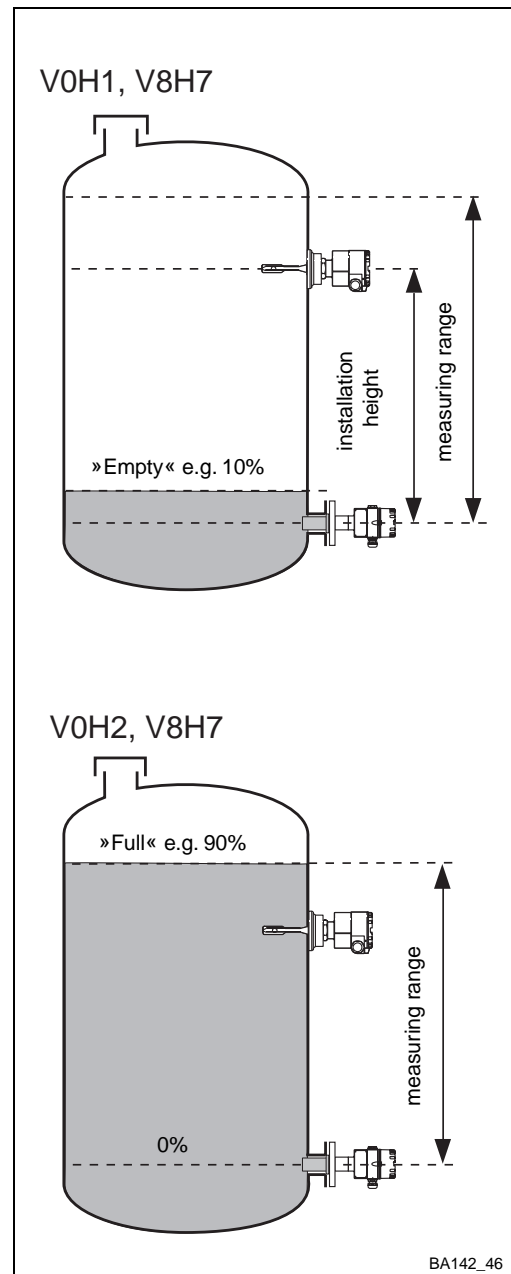 V0H1, V8H7
measuring range
installation
height
»Empty« e.g. 10%
V0H2, V8H7
»Full« e.g. 90%
measuring range
0%
BA142_46